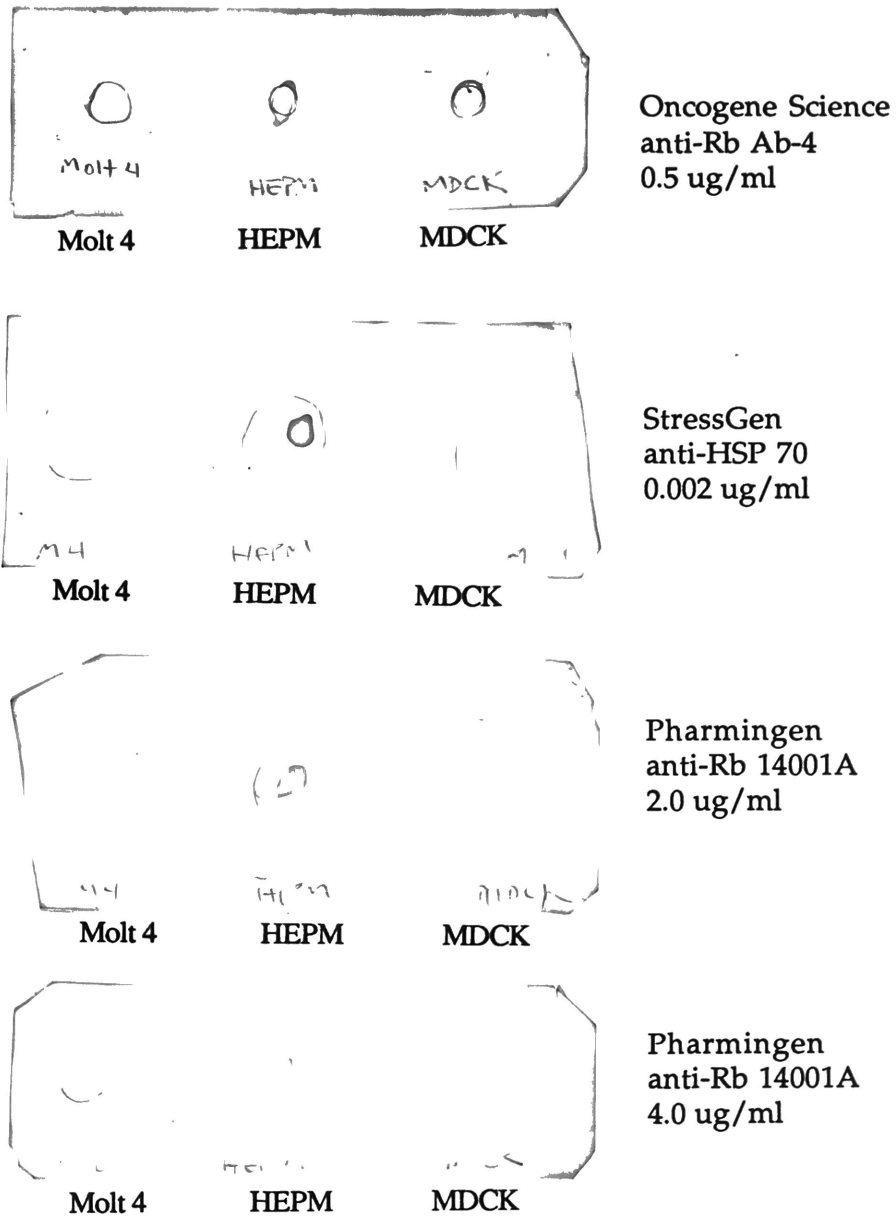 Oncogene Science
anti-Rb Ab-4
0.5 ug/ml
Molt 4
HEPM
MDCK
Molt 4
HEPM
MDCK
StressGen
anti-HSP 70
0.002 ug/ml
M4
HEPM
Molt 4
HEPM
MDCK
Pharmingen
anti-Rb 14001A
2.0 ug/ml
MDCK
Molt 4
HEPM
MDCK
Pharmingen
anti-Rb 14001A
4.0 ug/ml
Molt 4
HEPM
MDCK